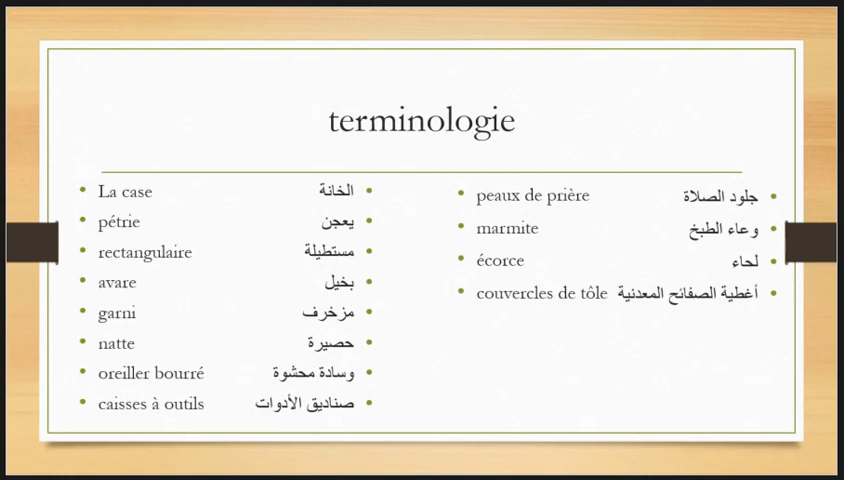 terminologie
La case الخانة
pétrie يعجن
rectangulaire مستطيلة
avare بخيل
garni مزخرف
natte حصيرة
oreiller bourré وسادة محشوة
caisses à outils صناديق الأدوات
peaux de prière جلود الصلاة
marmite وعاء الطبخ
écorce لحاء
couvercles de tôle أغطية الصفائح المعدنية